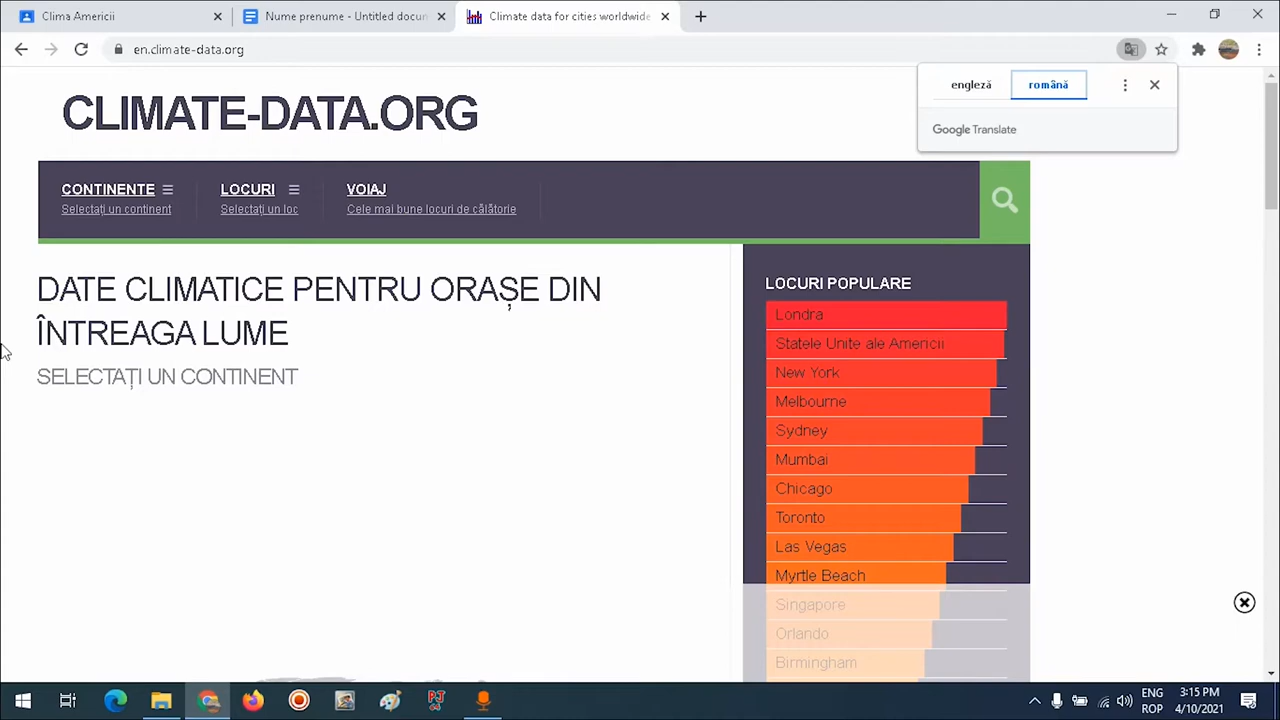 Clima Americii
Nume prenume - Untitled docun
Climate data for cities worldwide
en.climate-data.org
engleză
română
Google Translate
CLIMATE-DATA.ORG
CONTINENTE
Selectați un continent
LOCURI
Selectați un loc
VOIAJ
Cele mai bune locuri de călătorie
DATE CLIMATICE PENTRU ORAȘE DIN
ÎNTREAGA LUME
SELECTAȚI UN CONTINENT
LOCURI POPULARE
Londra
Statele Unite ale Americii
New York
Melbourne
Sydney
Mumbai
Chicago
Toronto
Las Vegas
Myrtle Beach
Singapore
Orlando
Birmingham
ENG
ROP
3:15 PM
4/10/2021